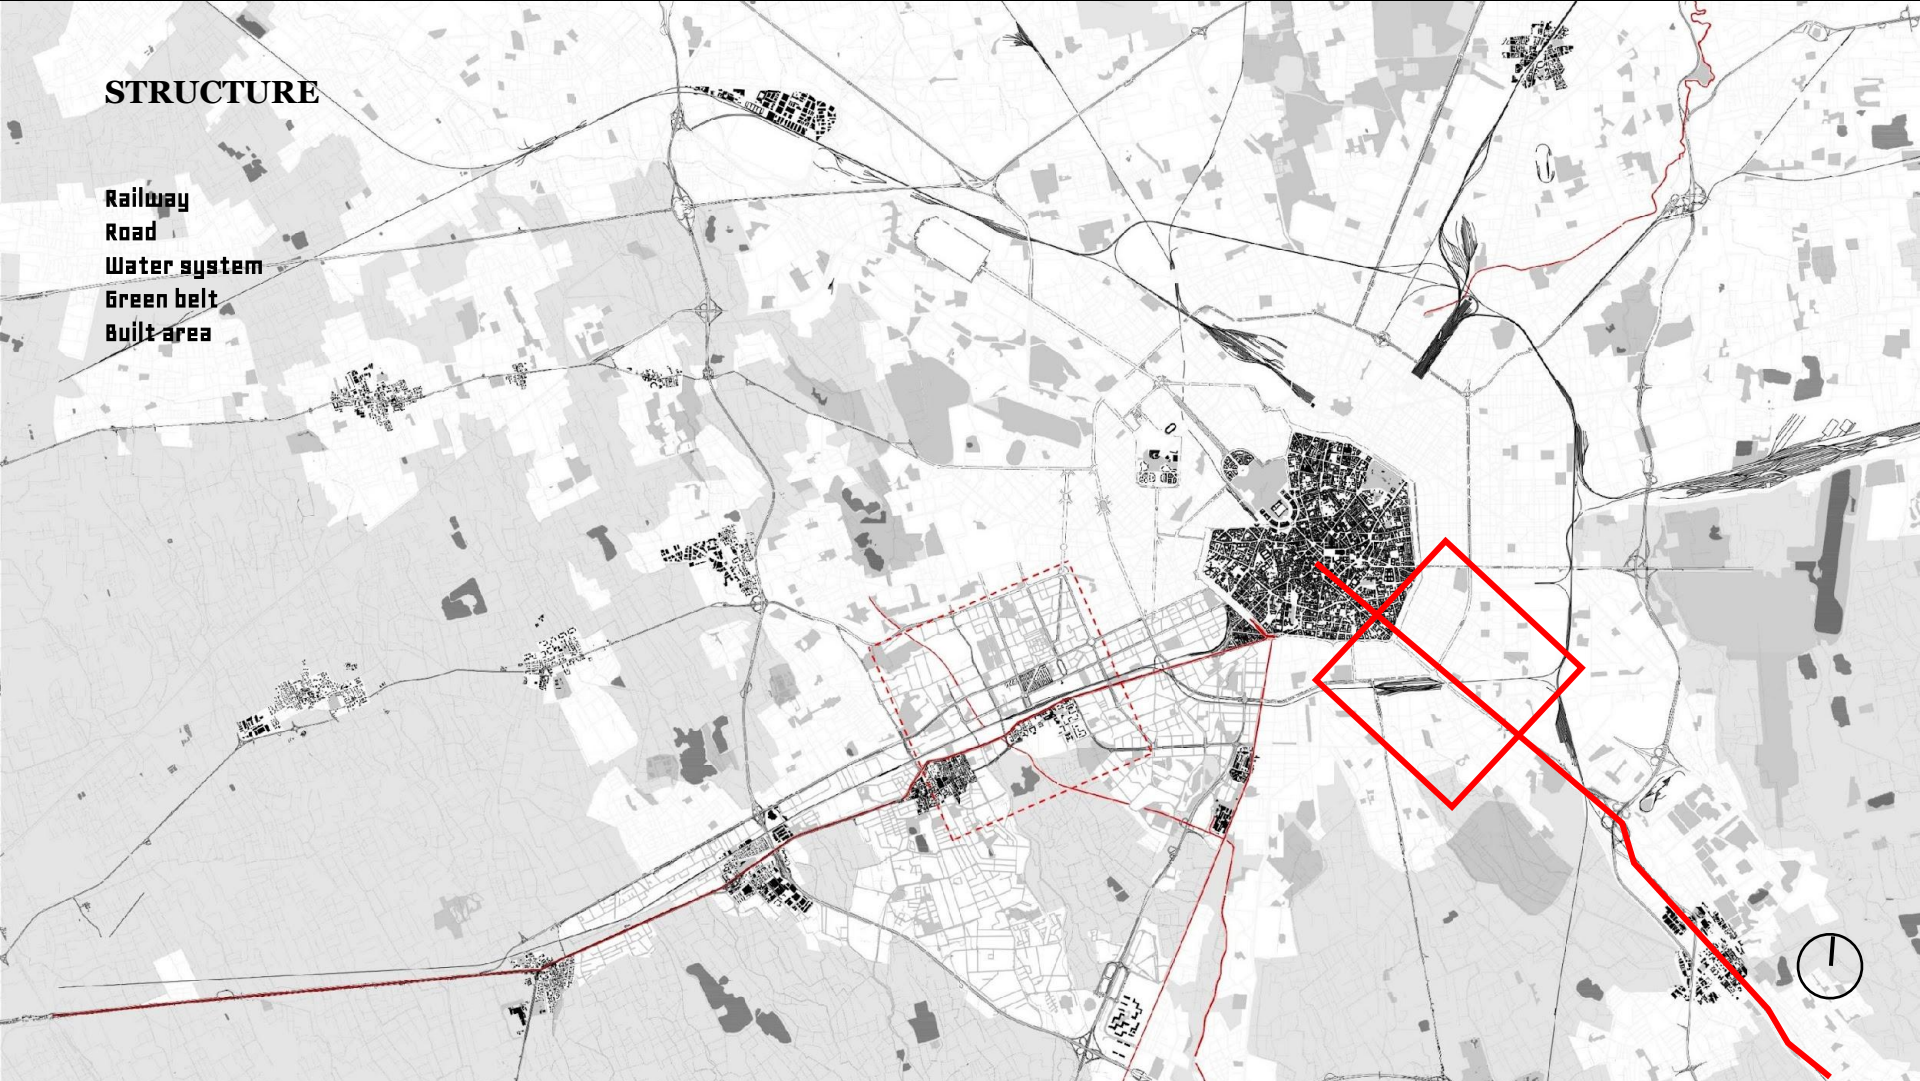 STRUCTURE
Railway
Road
Water system
Green belt
Built area